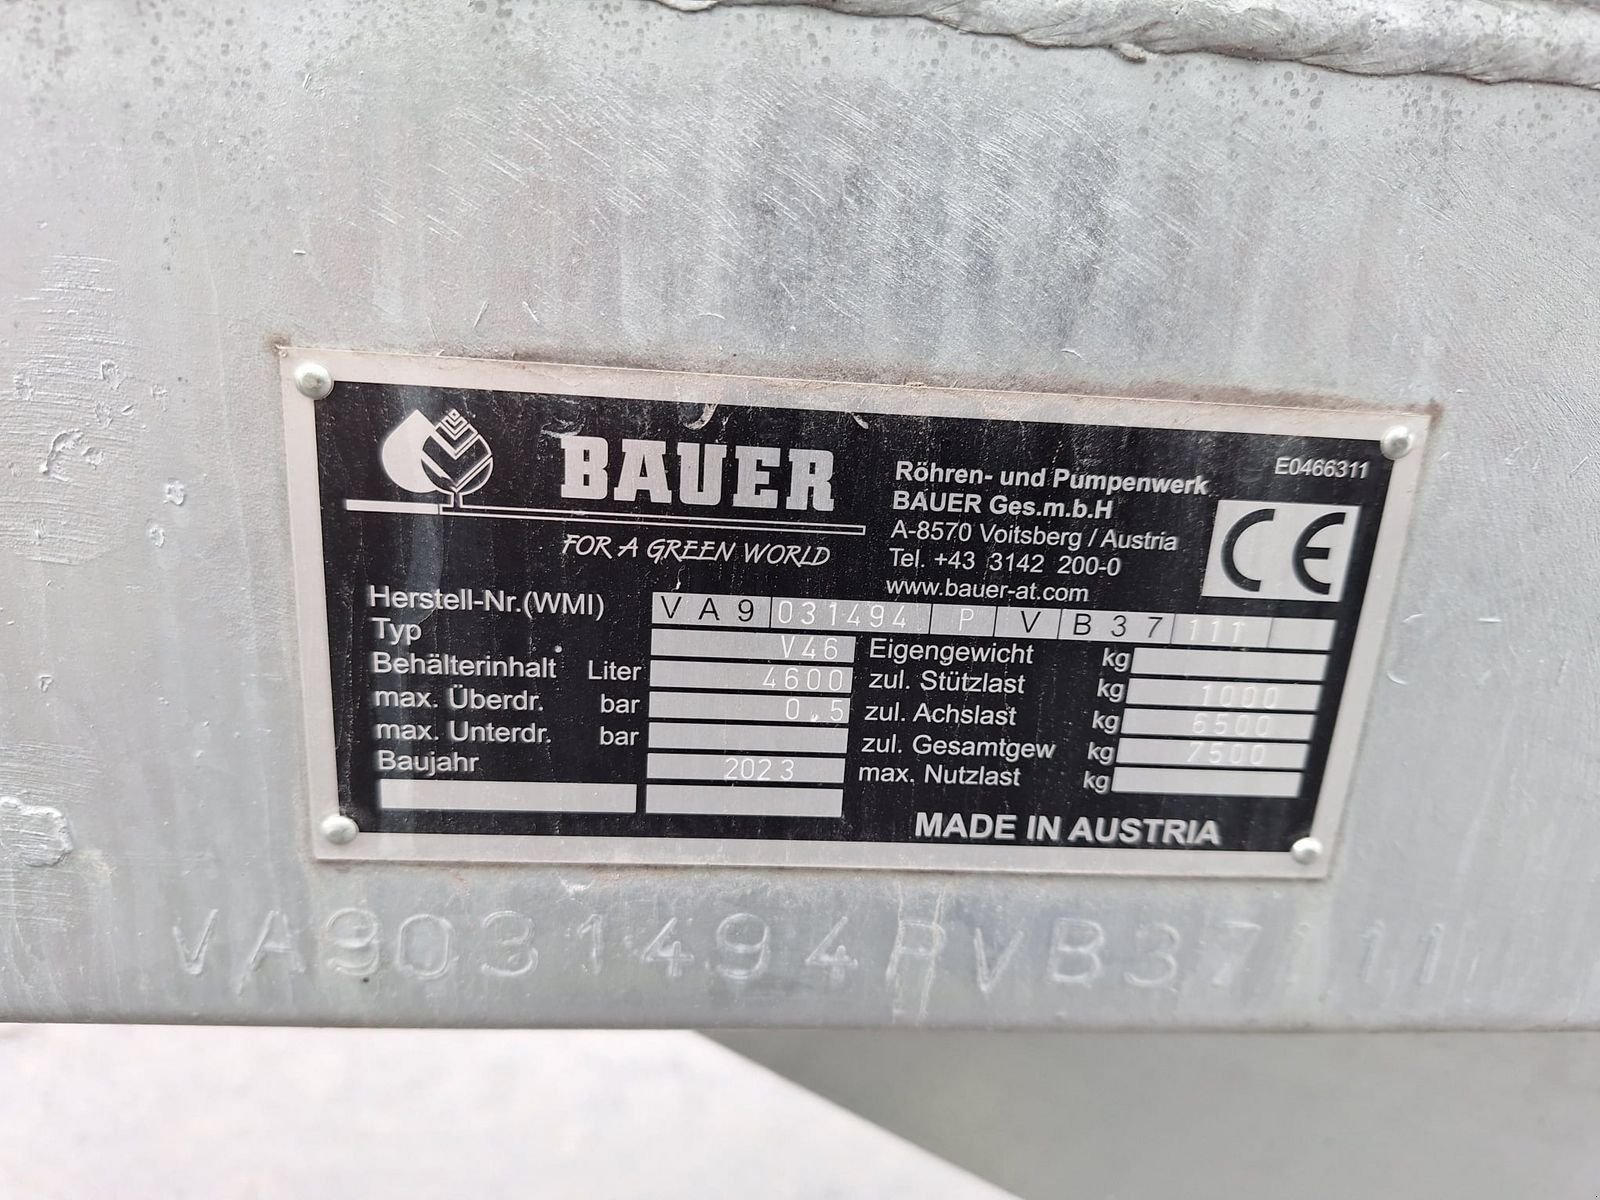 BAUER
FOR A GREEN WORLD
Röhren- und Pumpenwerk
BAUER Ges.m.b.H
A-8570 Voitsberg / Austria
Tel. +43 3142 200-0
www.bauer-at.com
E0466311
CE
Herstell-Nr.(WMI) VA9 031494 P V B37 111
Typ V46
Behälterinhalt Liter 4600
max. Überdr. bar 0.5
max. Unterdr. bar
Baujahr 2023
Eigengewicht kg
zul. Stützlast kg 1000
zul. Achslast kg 6500
zul. Gesamtgew kg 7500
max. Nutzlast kg
MADE IN AUSTRIA
VA9031494PVB37111